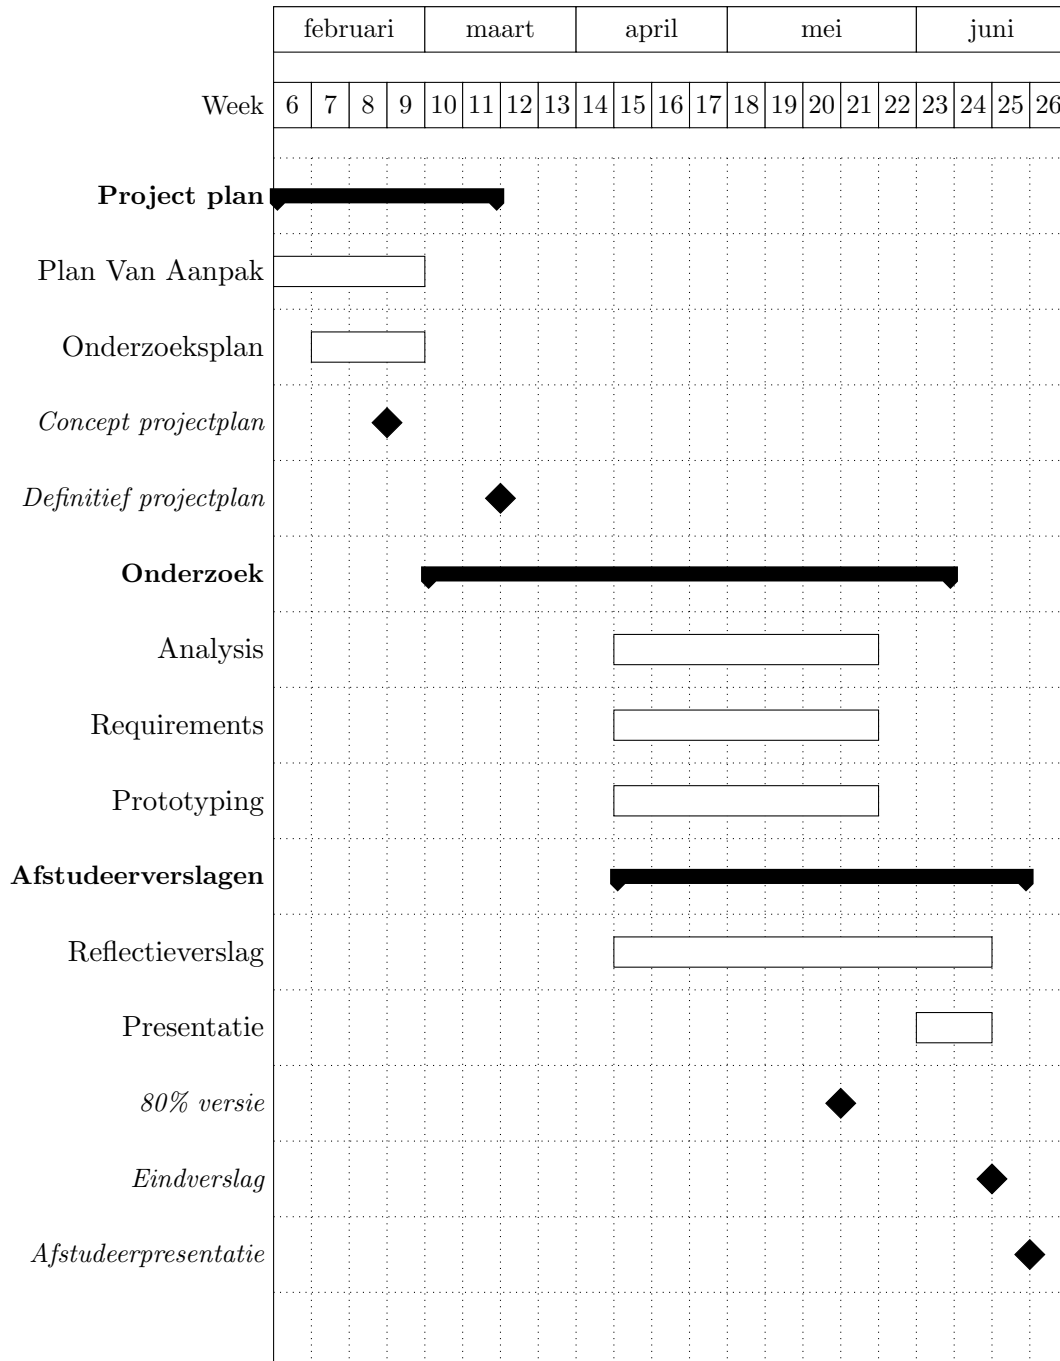 februari maart april mei juni
Week 6 7 8 9 10 11 12 13 14 15 16 17 18 19 20 21 22 23 24 25 26
Project plan
Plan Van Aanpak
Onderzoeksplan
Concept projectplan
Definitief projectplan
Onderzoek
Analysis
Requirements
Prototyping
Afstudeerverslagen
Reflectieverslag
Presentatie
80% versie
Eindverslag
Afstudeerpresentatie